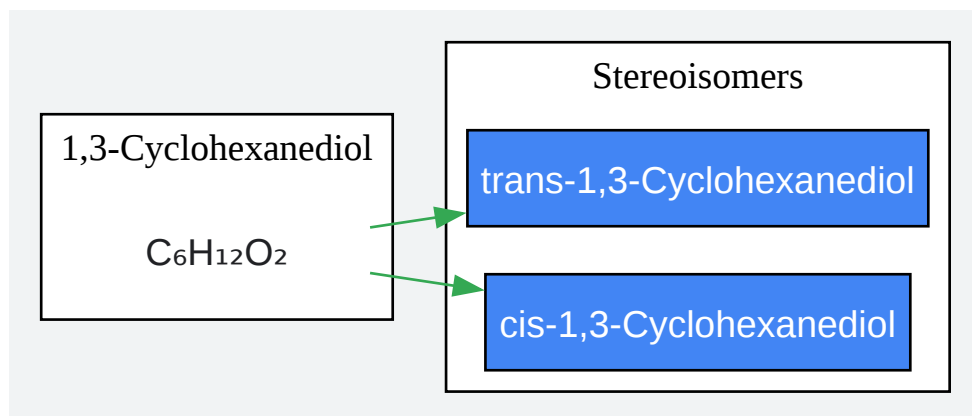 1,3-Cyclohexanediol
C₆H₁₂O₂
Stereoisomers
trans-1,3-Cyclohexanediol
cis-1,3-Cyclohexanediol